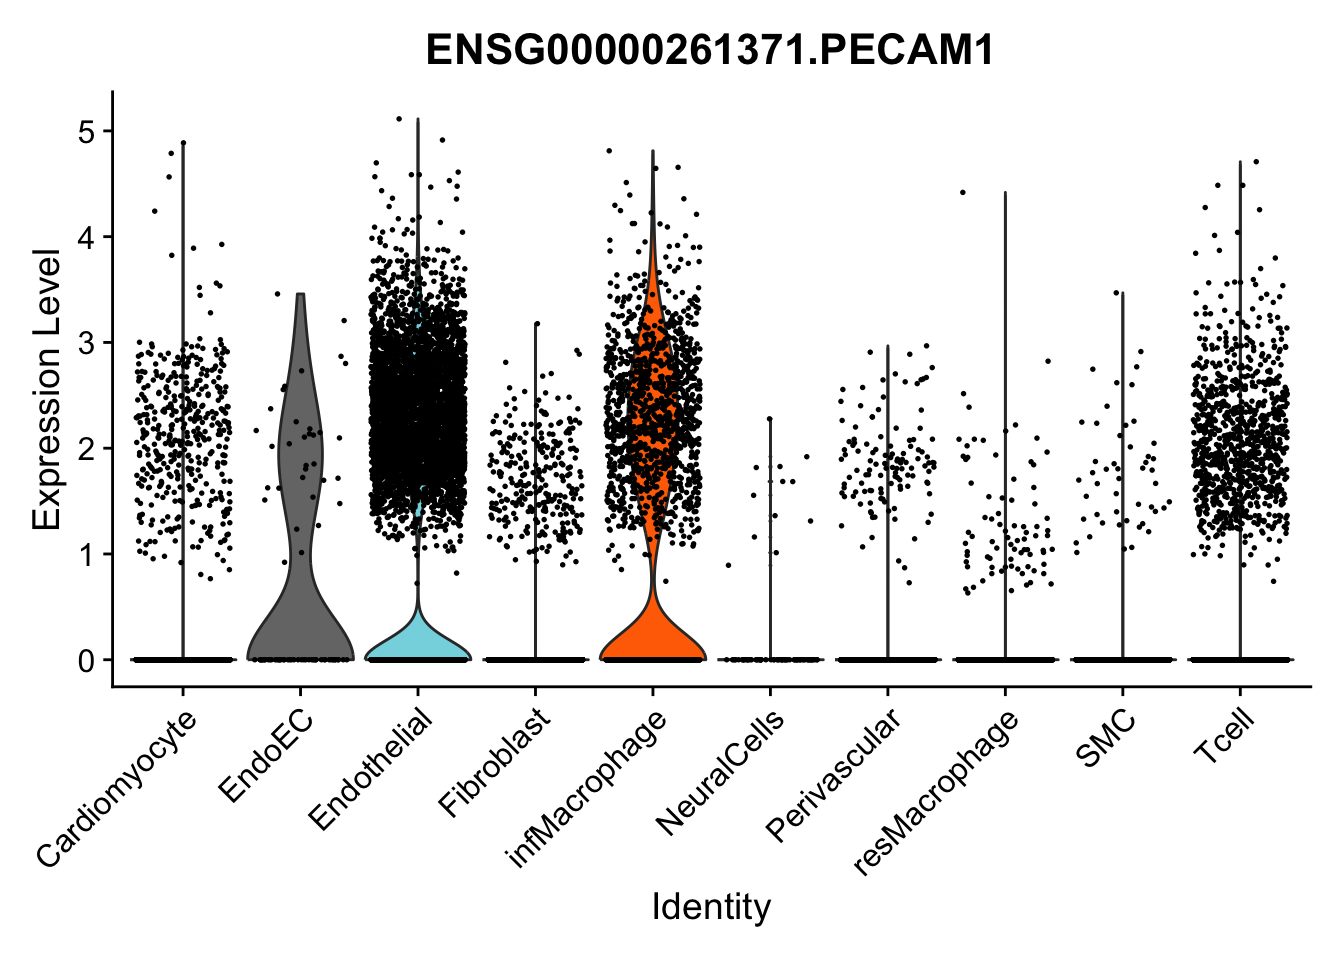 ENSG00000261371.PECAM1
Expression Level
5
4
3
2
1
0
Cardiomyocyte
EndoEC
Endothelial
Fibroblast
infMacrophage
NeuralCells
Perivascular
resMacrophage
SMC
Tcell
Identity